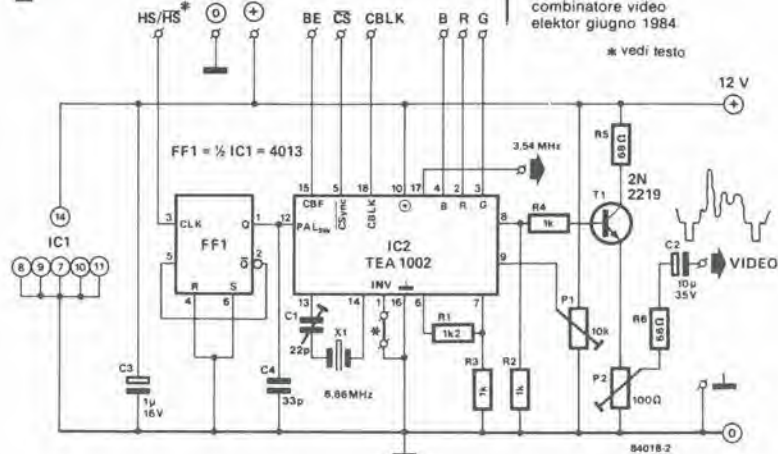 combinatore video
elektor giugno 1984
* vedi testo
HS/HS * 0 + BE CS CBLK B R G
12 V
+
FF1 = ½ IC1 = 4013
3,54 MHz
R5
68Ω
2N
2219
T1
14
IC1
8 9 7 10 11
3 CLK Q 1
FF1
5 Q 2
R S
4 6
15 5 18 10 17 4 2 3
CBF CSync CBLK + B R G
12 PAL
IC2
TEA 1002
INV
8
9
13 14 1 16 6 7
R4
1k
C2
10µ
35V
VIDEO
C1
22p
X1
8,86MHz
*
R1
1k2
P1
10k
R6
68Ω
C3
1µ
16V
C4
33p
R3
1k
R2
1k
P2
100Ω
0
84018-2